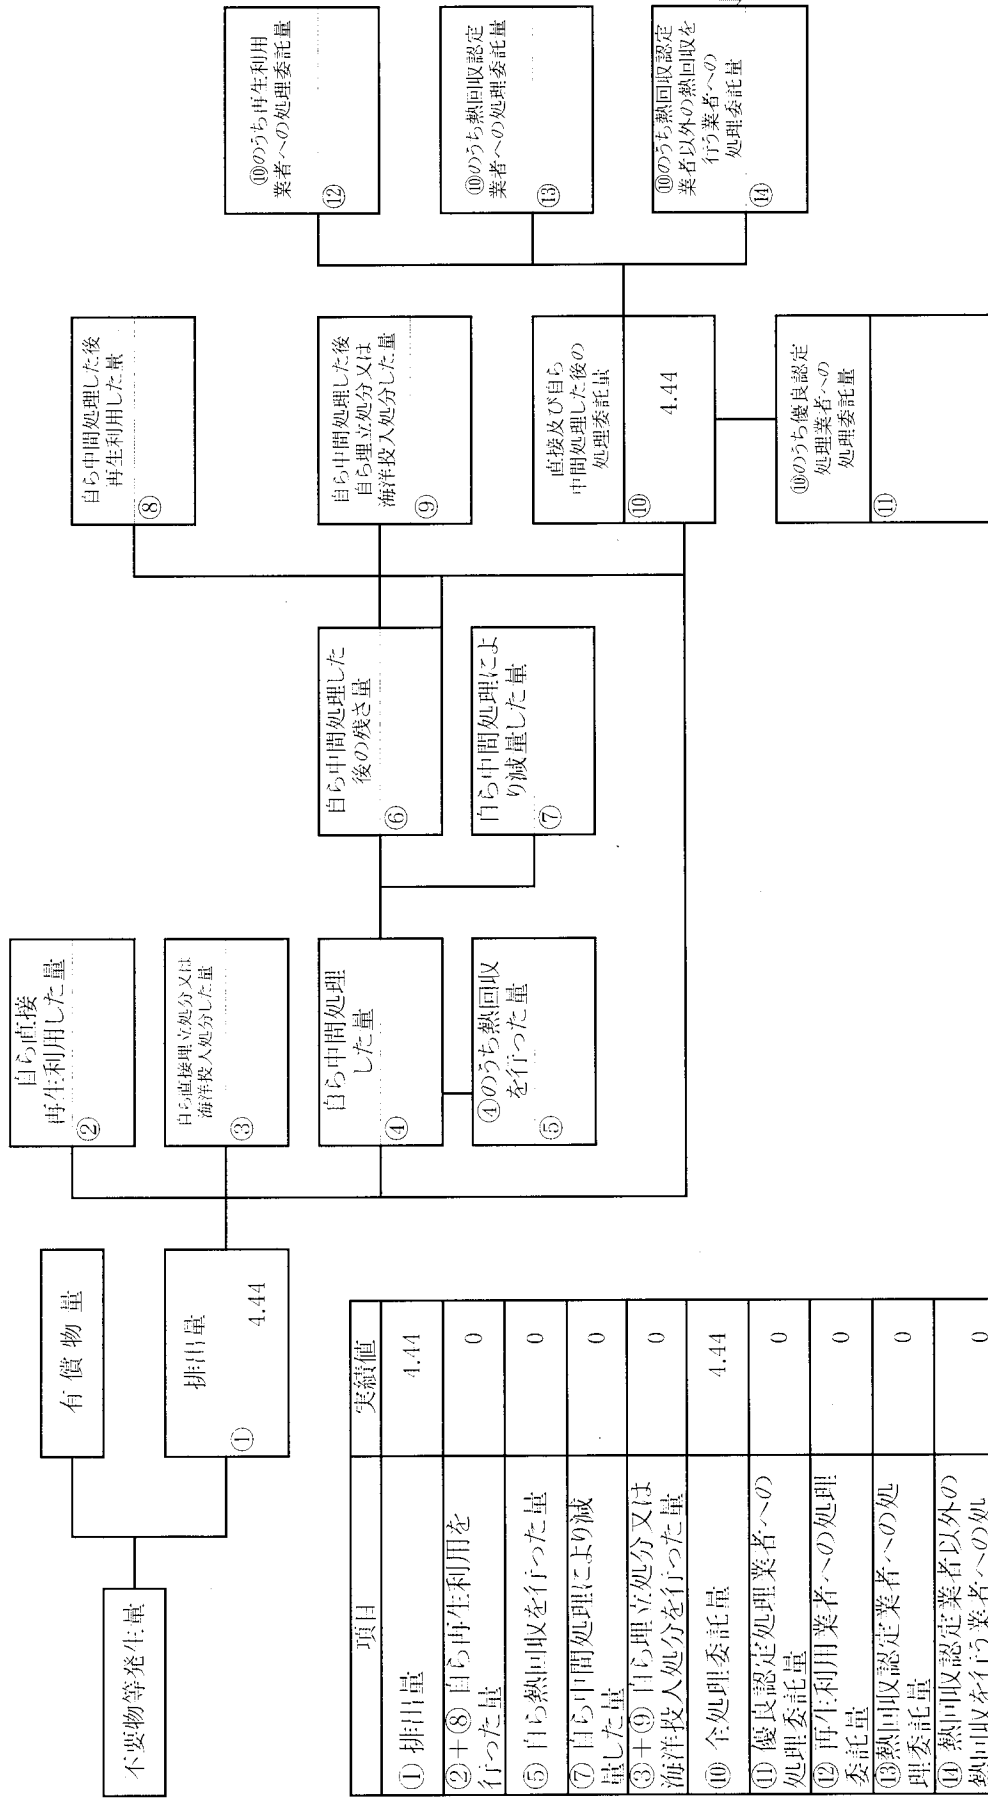 不要物等発生量
有償物量
排出量
①
4.44
自ら直接
再生利用した量
②
自ら直接埋立処分又は
海洋投入処分した量
③
自ら中間処理
した量
④
④のうち熱回収
を行った量
⑤
自ら中間処理した
後の残さ量
⑥
自ら中間処理によ
り減量した量
⑦
自ら中間処理した後
再生利用した量
⑧
自ら中間処理した後
自ら埋立処分又は
海洋投入処分した量
⑨
直接及び自ら
中間処理した後の
処理委託量
⑩
4.44
⑩のうち優良認定
処理業者への
処理委託量
⑪
⑩のうち再生利用
業者への処理委託量
⑫
⑩のうち熱回収認定
業者への処理委託量
⑬
⑩のうち熱回収認定
業者以外の熱回収を
行う業者への
処理委託量
⑭
項目 実績値
①排出量 4.44
②+⑧自ら再生利用を
行った量 0
⑤自ら熱回収を行った量 0
⑦自ら中間処理により減
量した量 0
③+⑨自ら埋立処分又は
海洋投入処分を行った量 0
⑩全処理委託量 4.44
⑪優良認定処理業者への
処理委託量 0
⑫再生利用業者への処理
委託量 0
⑬熱回収認定業者への処
理委託量 0
⑭熱回収認定業者以外の
熱回収を行う業者への処 0